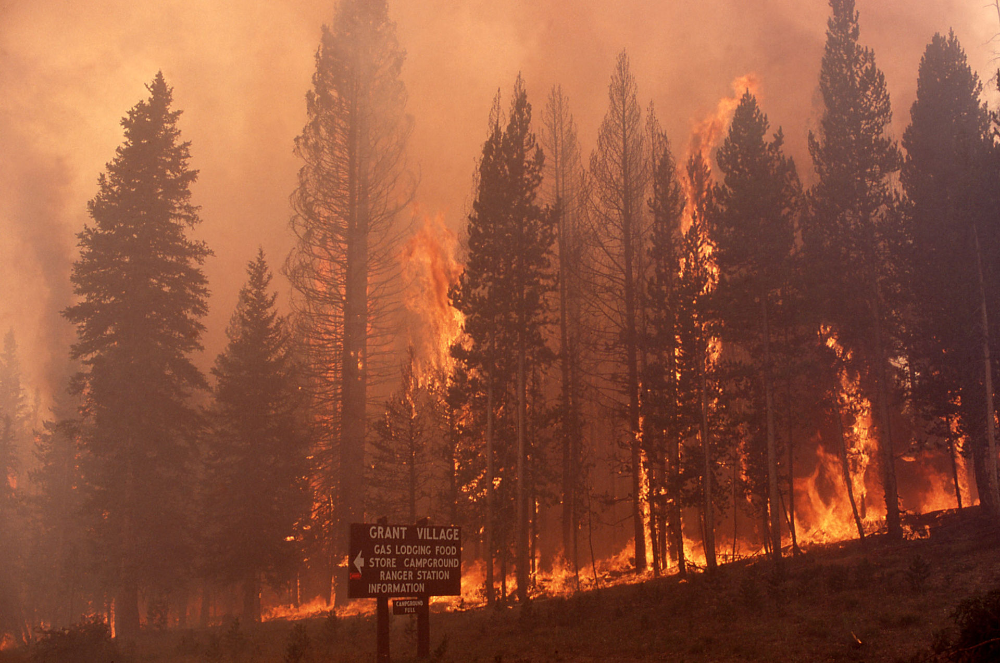 GRANT VILLAGE
GAS LODGING FOOD
STORE CAMPGROUND
RANGER STATION
INFORMATION
CAMPGROUND
FULL